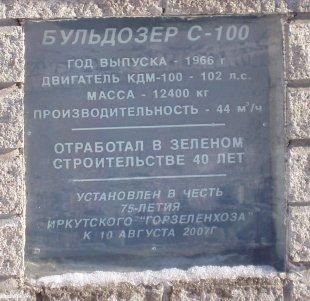 БУЛЬДОЗЕР С-100
ГОД ВЫПУСКА - 1966 г
ДВИГАТЕЛЬ КДМ-100 - 102 л.с.
МАССА - 12400 кг
ПРОИЗВОДИТЕЛЬНОСТЬ - 44 м³/ч
ОТРАБОТАЛ В ЗЕЛЕНОМ
СТРОИТЕЛЬСТВЕ 40 ЛЕТ
УСТАНОВЛЕН В ЧЕСТЬ
75-ЛЕТИЯ
ИРКУТСКОГО "ГОРЗЕЛЕНХОЗА"
К 10 АВГУСТА 2007Г